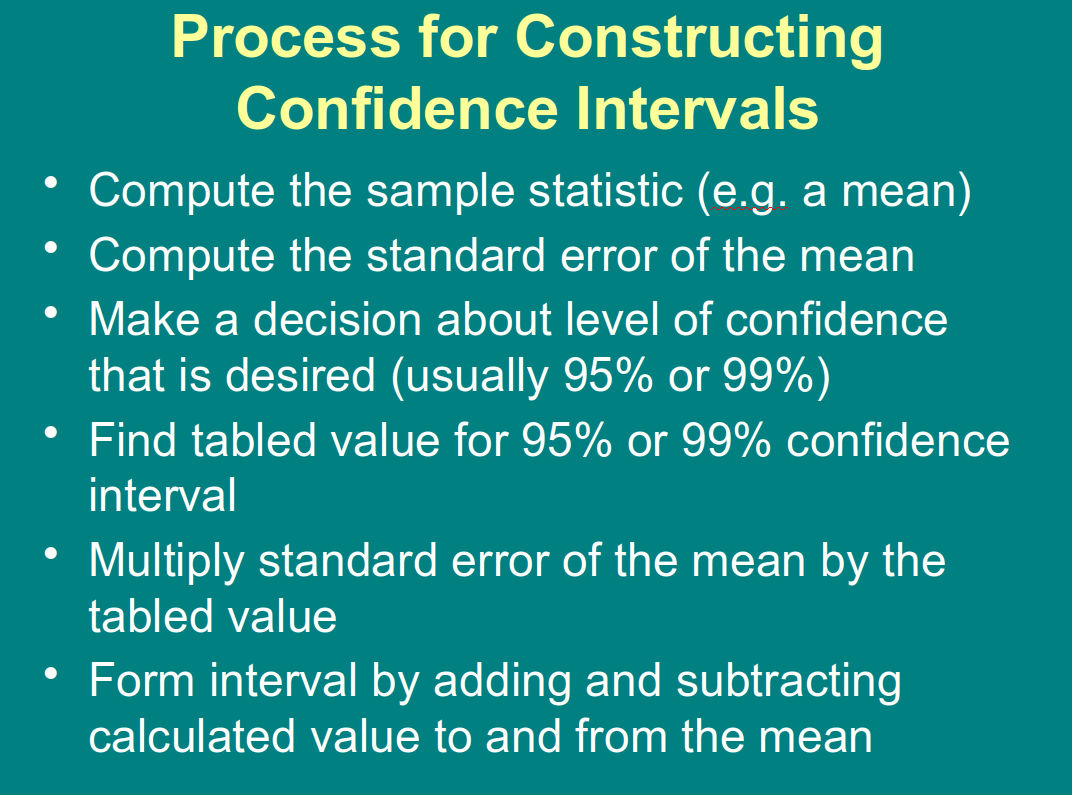 Process for Constructing
Confidence Intervals
• Compute the sample statistic (e.g. a mean)
• Compute the standard error of the mean
• Make a decision about level of confidence
that is desired (usually 95% or 99%)
• Find tabled value for 95% or 99% confidence
interval
• Multiply standard error of the mean by the
tabled value
• Form interval by adding and subtracting
calculated value to and from the mean